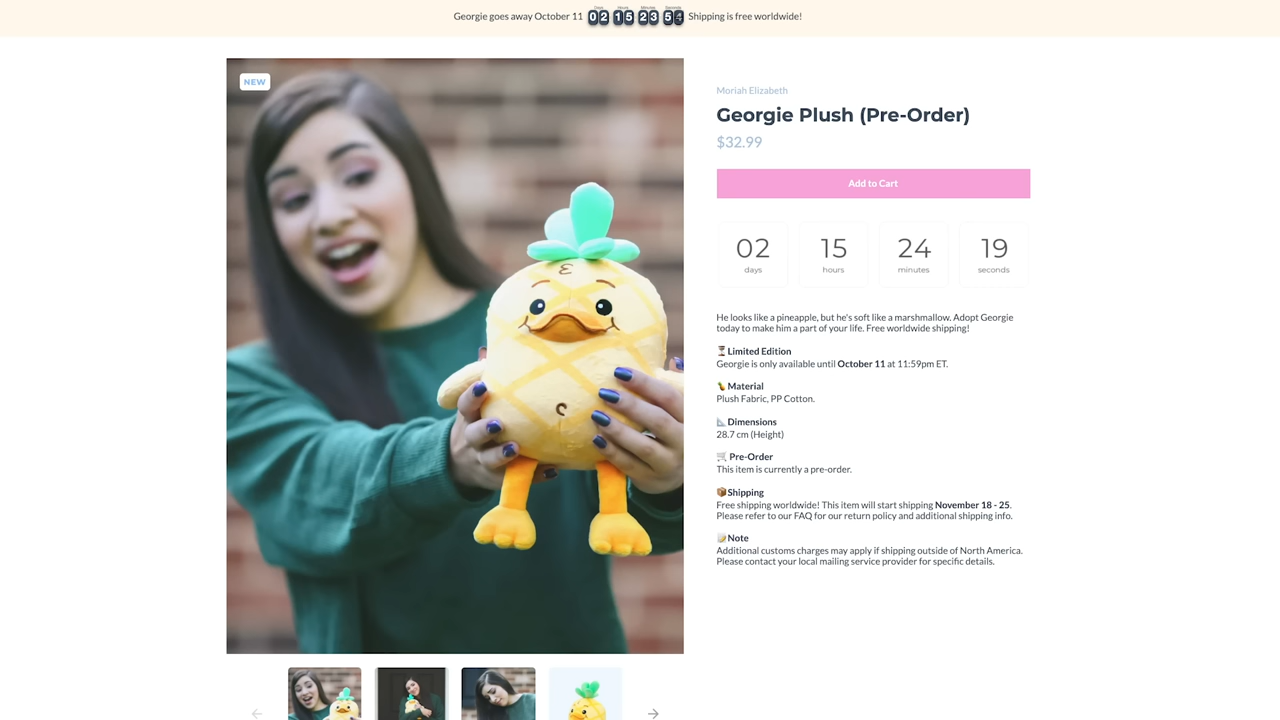 Georgie goes away October 11
Days Hours Minutes Seconds
02 15 23 54
Shipping is free worldwide!
NEW
Moriah Elizabeth
Georgie Plush (Pre-Order)
$32.99
Add to Cart
02 15 24 19
days hours minutes seconds
He looks like a pineapple, but he's soft like a marshmallow. Adopt Georgie
today to make him a part of your life. Free worldwide shipping!
⏳Limited Edition
Georgie is only available until October 11 at 11:59pm ET.
🍍Material
Plush Fabric, PP Cotton.
📐Dimensions
28.7 cm (Height)
🛒 Pre-Order
This item is currently a pre-order.
📦Shipping
Free shipping worldwide! This item will start shipping November 18 - 25.
Please refer to our FAQ for our return policy and additional shipping info.
📝Note
Additional customs charges may apply if shipping outside of North America.
Please contact your local mailing service provider for specific details.